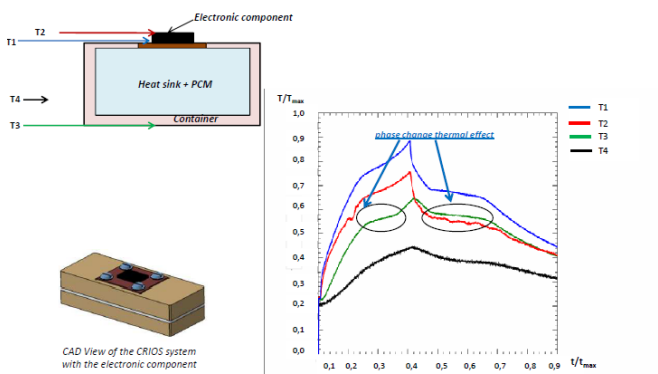 Electronic component
T2
T1
Heat sink + PCM
T4
Container
T3
CAD View of the CRIOS system
with the electronic component
T/Tmax
1,0
0,9
0,8
0,7
0,6
0,5
0,4
0,3
0,2
0,1
0,0
phase change thermal effect
T1
T2
T3
T4
0,1 0,2 0,3 0,4 0,5 0,6 0,7 0,8 0,9
t/tmax